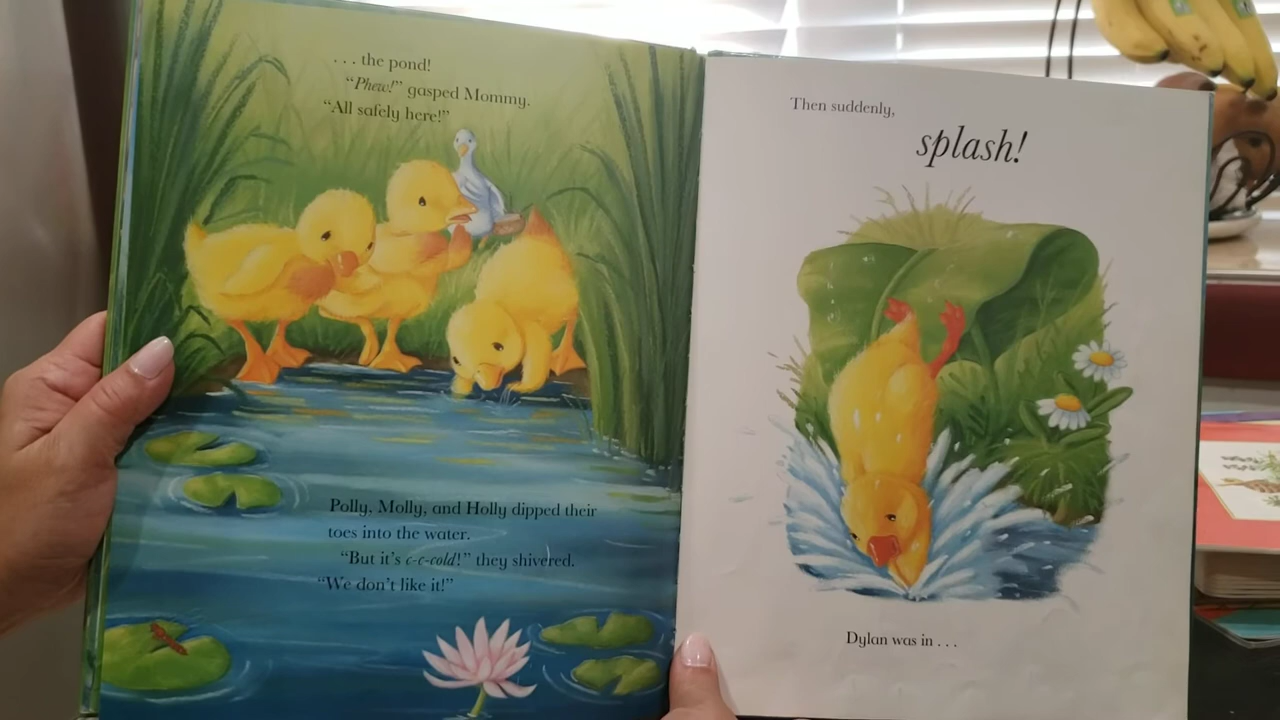 . . . the pond!
“Phew!” gasped Mommy.
“All safely here!”
Polly, Molly, and Holly dipped their
toes into the water.
“But it’s c-c-cold!” they shivered.
“We don’t like it!”
Then suddenly,
splash!
Dylan was in . . .